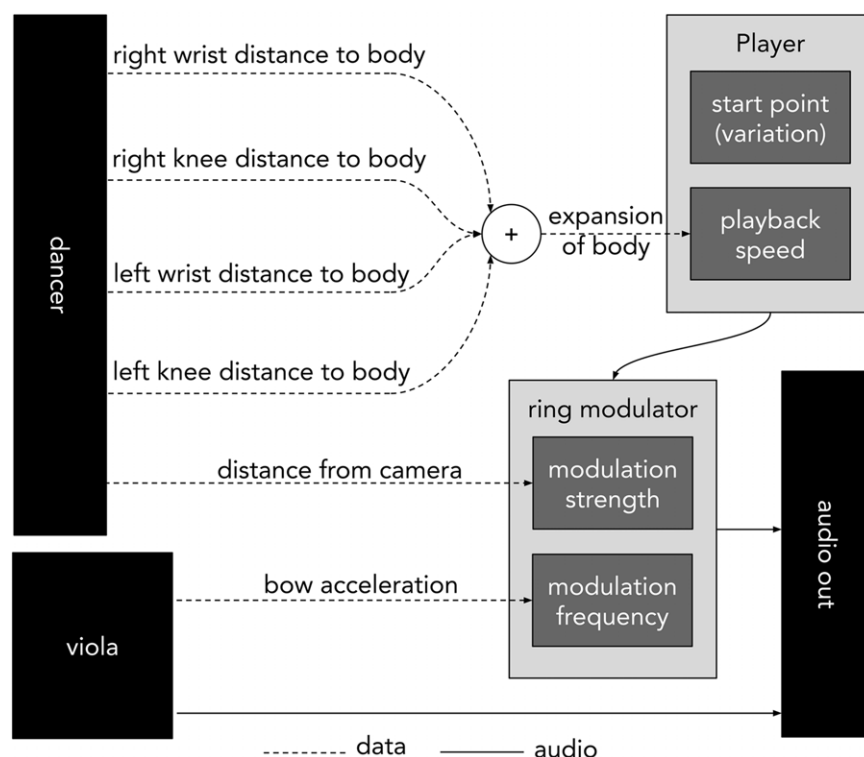 right wrist distance to body
right knee distance to body
left wrist distance to body
left knee distance to body
dancer
+
expansion
of body
Player
start point
(variation)
playback
speed
ring modulator
distance from camera
modulation
strength
bow acceleration
modulation
frequency
viola
audio out
data
audio